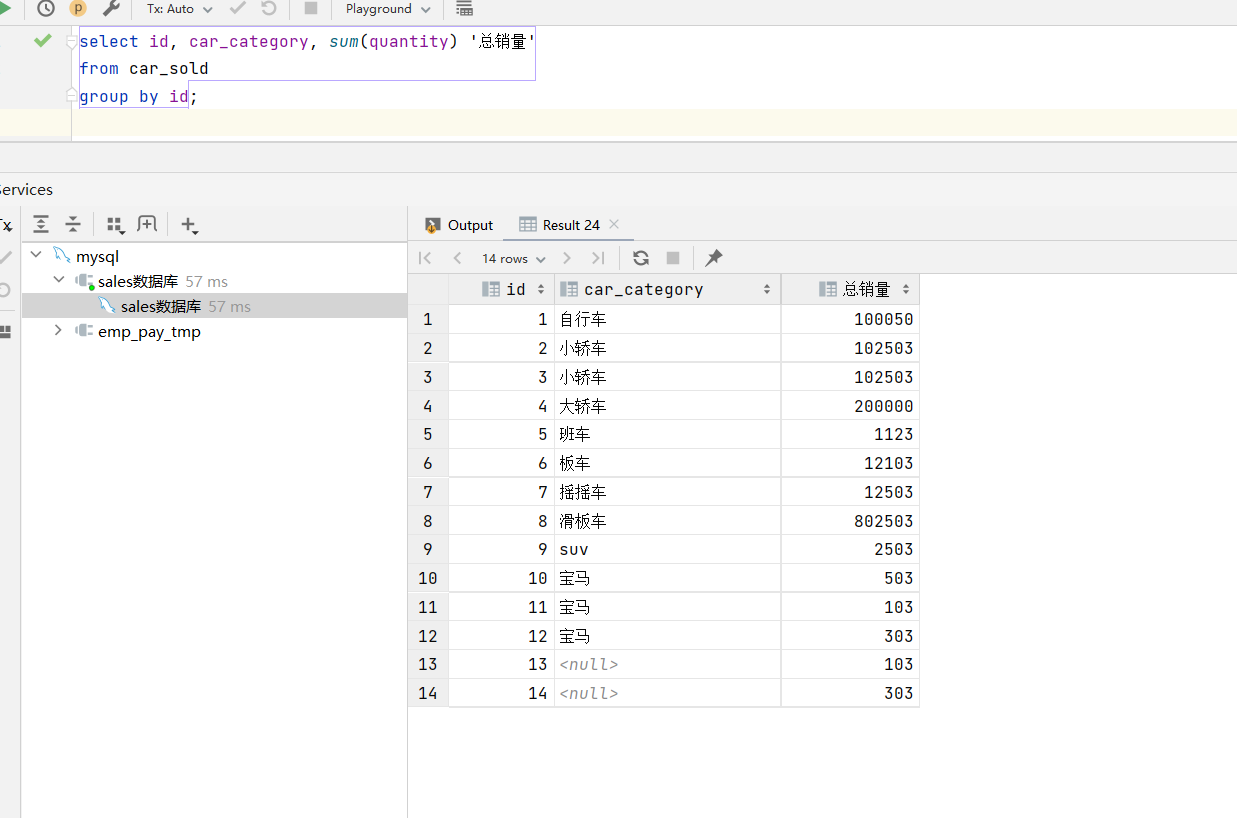 Tx: Auto
Playground
select id, car_category, sum(quantity) '总销量'
from car_sold
group by id;
Services
Tx
mysql
sales数据库 57 ms
sales数据库 57 ms
emp_pay_tmp
Output
Result 24
14 rows
id car_category 总销量
1 1 自行车 100050
2 2 小轿车 102503
3 3 小轿车 102503
4 4 大轿车 200000
5 5 班车 1123
6 6 板车 12103
7 7 摇摇车 12503
8 8 滑板车 802503
9 9 suv 2503
10 10 宝马 503
11 11 宝马 103
12 12 宝马 303
13 13 <null> 103
14 14 <null> 303